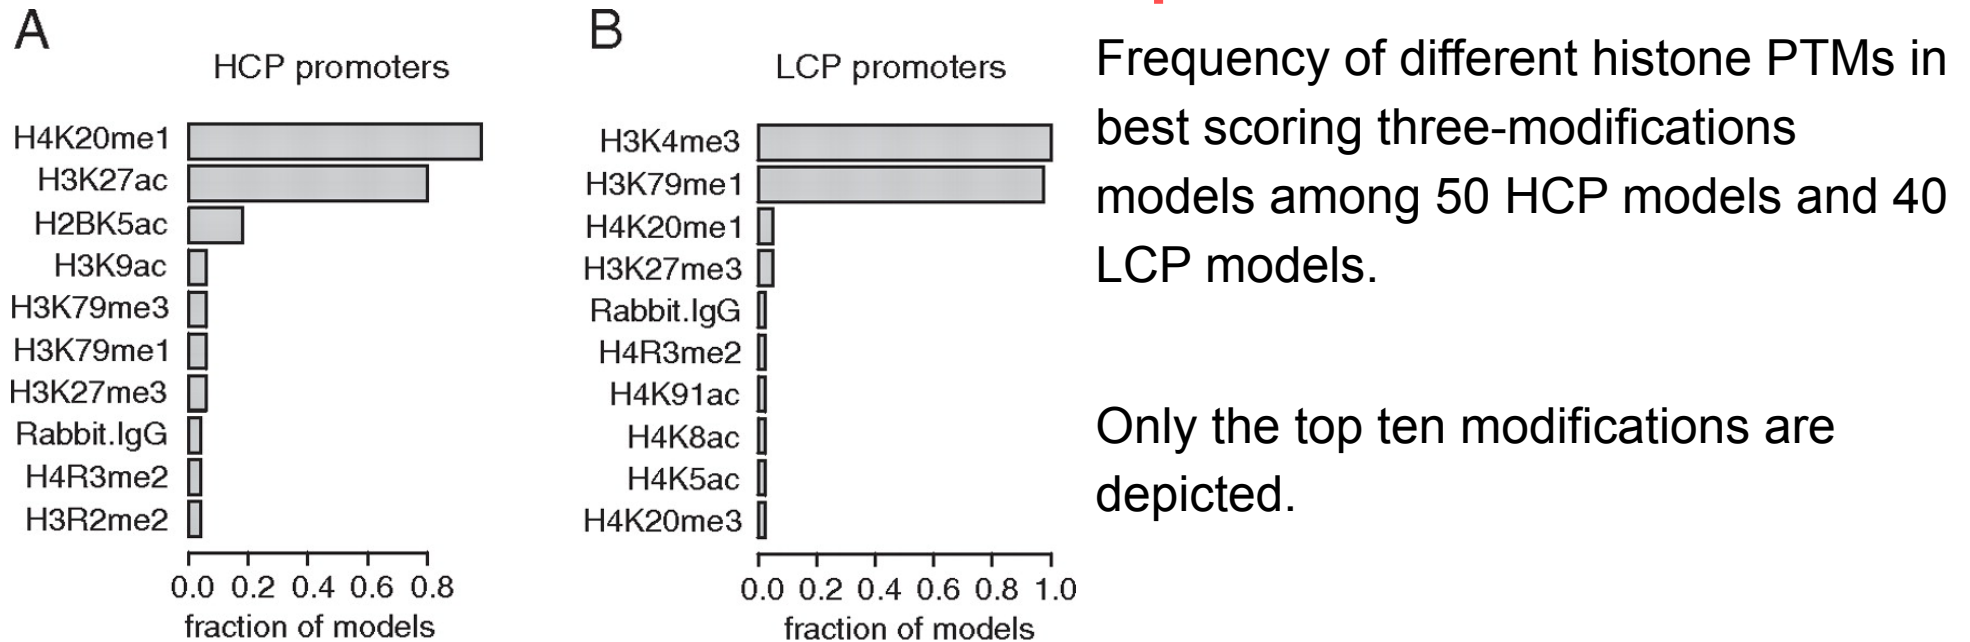 A
HCP promoters
H4K20me1
H3K27ac
H2BK5ac
H3K9ac
H3K79me3
H3K79me1
H3K27me3
Rabbit.IgG
H4R3me2
H3R2me2
0.0 0.2 0.4 0.6 0.8
fraction of models
B
LCP promoters
H3K4me3
H3K79me1
H4K20me1
H3K27me3
Rabbit.IgG
H4R3me2
H4K91ac
H4K8ac
H4K5ac
H4K20me3
0.0 0.2 0.4 0.6 0.8 1.0
fraction of models
Frequency of different histone PTMs in
best scoring three-modifications
models among 50 HCP models and 40
LCP models.
Only the top ten modifications are
depicted.